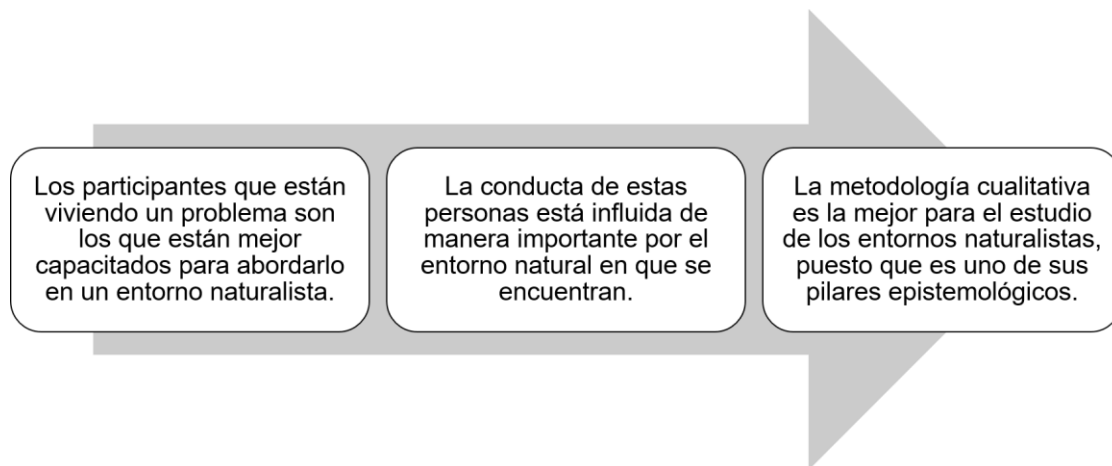 Los participantes que están
viviendo un problema son
los que están mejor
capacitados para abordarlo
en un entorno naturalista.
La conducta de estas
personas está influida de
manera importante por el
entorno natural en que se
encuentran.
La metodología cualitativa
es la mejor para el estudio
de los entornos naturalistas,
puesto que es uno de sus
pilares epistemológicos.